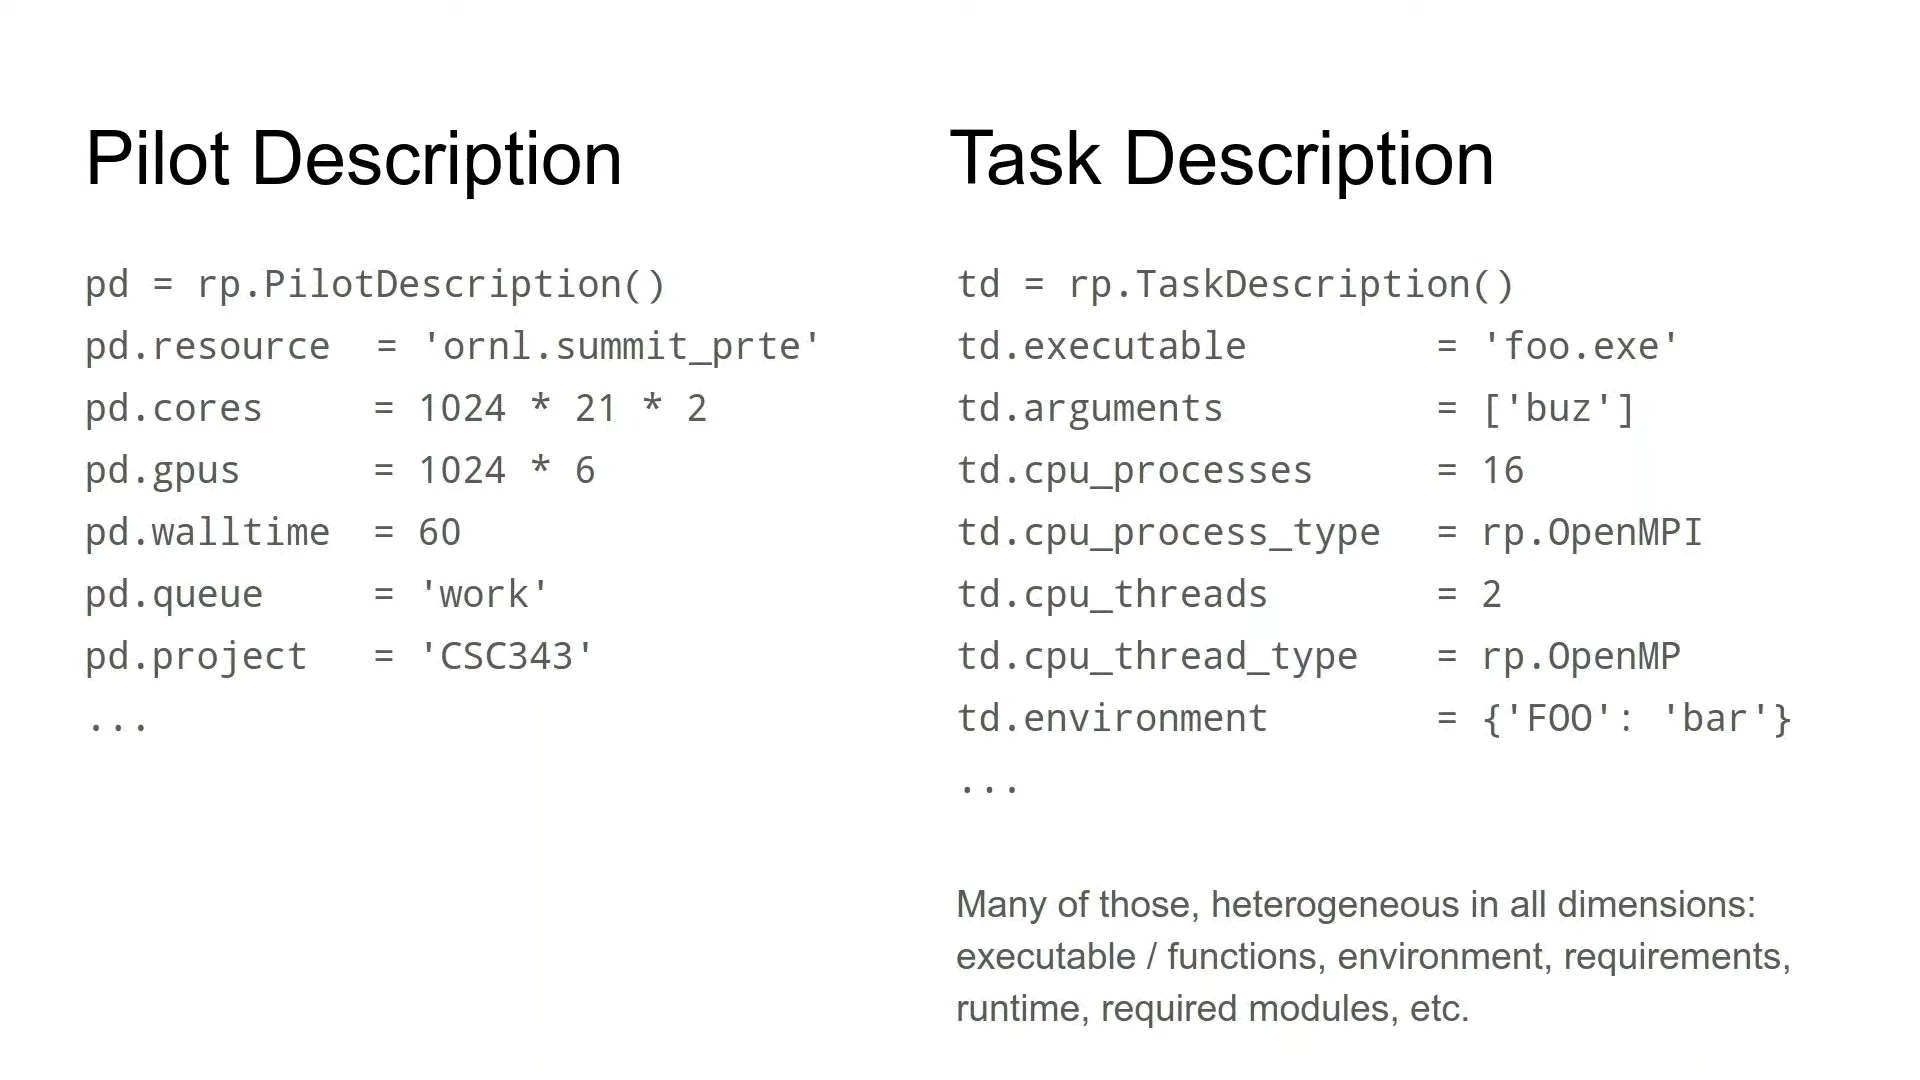 Pilot Description
pd = rp.PilotDescription()
pd.resource = 'ornl.summit_prte'
pd.cores = 1024 * 21 * 2
pd.gpus = 1024 * 6
pd.walltime = 60
pd.queue = 'work'
pd.project = 'CSC343'
...
Task Description
td = rp.TaskDescription()
td.executable = 'foo.exe'
td.arguments = ['buz']
td.cpu_processes = 16
td.cpu_process_type = rp.OpenMPI
td.cpu_threads = 2
td.cpu_thread_type = rp.OpenMP
td.environment = {'FOO': 'bar'}
...
Many of those, heterogeneous in all dimensions:
executable / functions, environment, requirements,
runtime, required modules, etc.